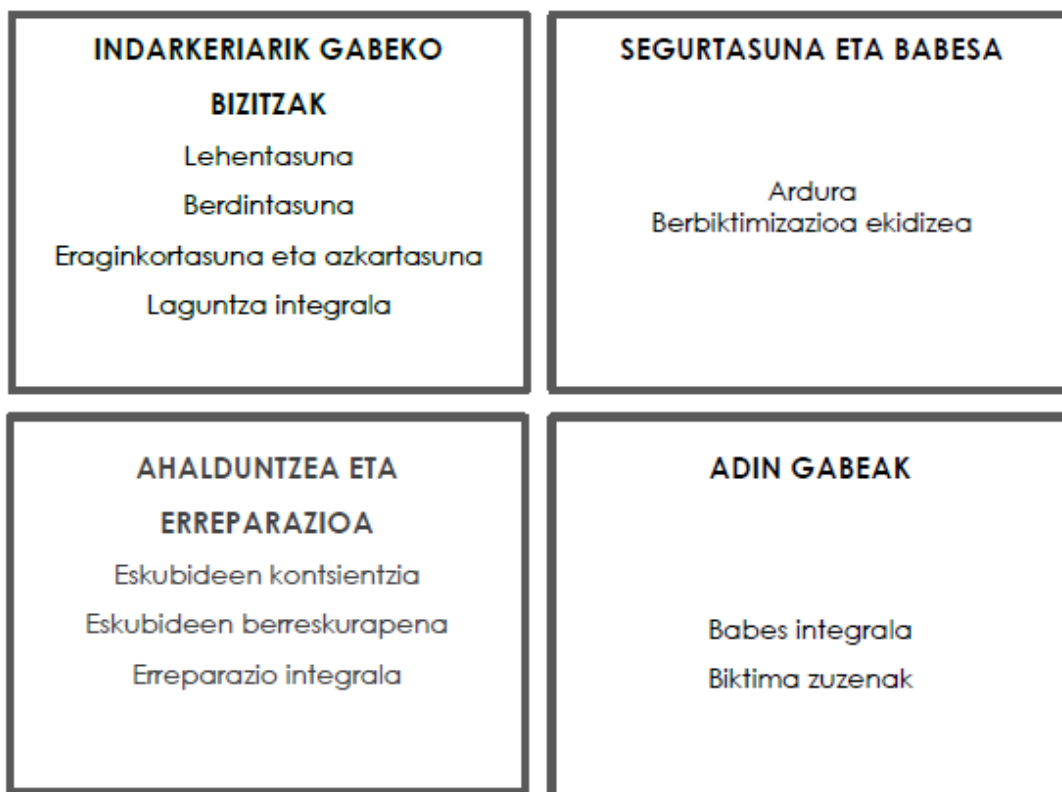 INDARKERIARIK GABEKO
BIZITZAK
Lehentasuna
Berdintasuna
Eraginkortasuna eta azkartasuna
Laguntza integrala
SEGURTASUNA ETA BABESA
Ardura
Berbiktimizazioa ekidizea
AHALDUNTZEA ETA
ERREPARAZIOA
Eskubideen kontsientzia
Eskubideen berreskurapena
Erreparazio integrala
ADIN GABEAK
Babes integrala
Biktima zuzenak